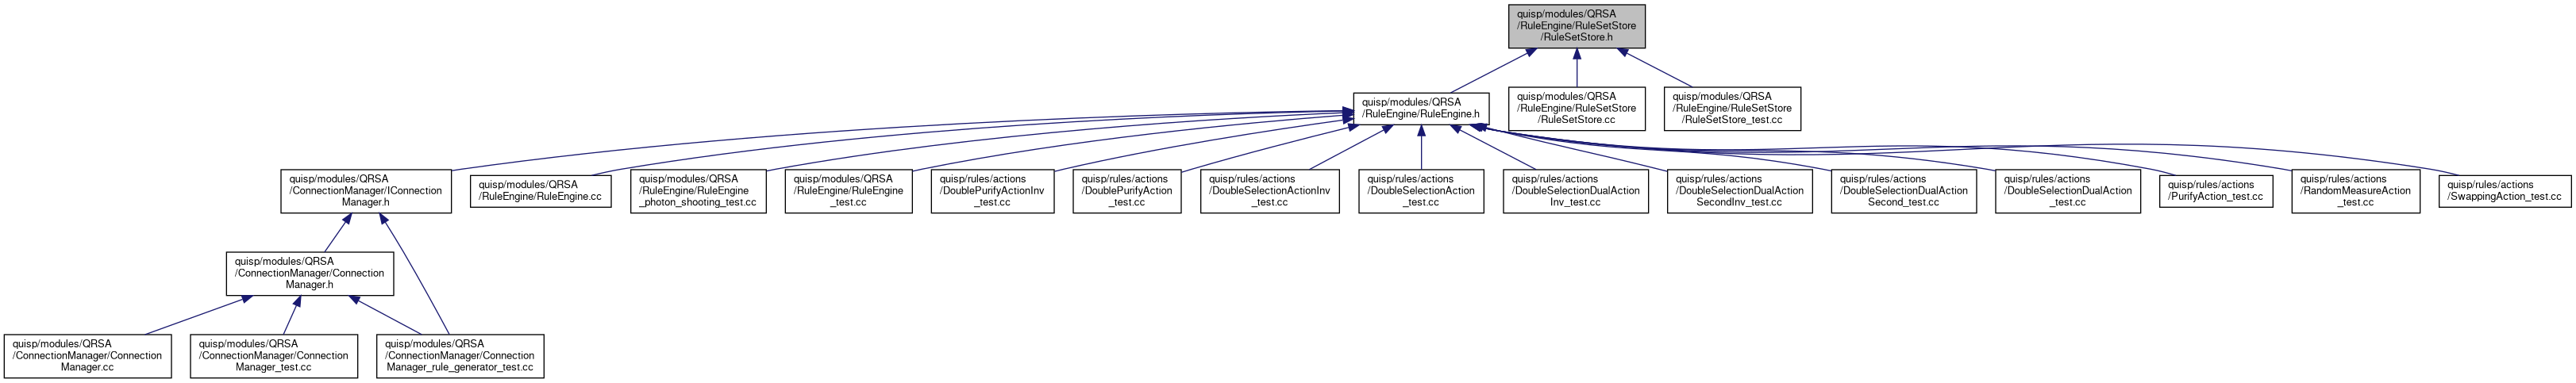 quisp/modules/QRSA
/RuleEngine/RuleSetStore
/RuleSetStore.h
quisp/modules/QRSA
/RuleEngine/RuleEngine.h
quisp/modules/QRSA
/RuleEngine/RuleSetStore
/RuleSetStore.cc
quisp/modules/QRSA
/RuleEngine/RuleSetStore
/RuleSetStore_test.cc
quisp/modules/QRSA
/ConnectionManager/IConnection
Manager.h
quisp/modules/QRSA
/RuleEngine/RuleEngine.cc
quisp/modules/QRSA
/RuleEngine/RuleEngine
_photon_shooting_test.cc
quisp/modules/QRSA
/RuleEngine/RuleEngine
_test.cc
quisp/rules/actions
/DoublePurifyActionInv
_test.cc
quisp/rules/actions
/DoublePurifyAction
_test.cc
quisp/rules/actions
/DoubleSelectionActionInv
_test.cc
quisp/rules/actions
/DoubleSelectionAction
_test.cc
quisp/rules/actions
/DoubleSelectionDualAction
Inv_test.cc
quisp/rules/actions
/DoubleSelectionDualAction
SecondInv_test.cc
quisp/rules/actions
/DoubleSelectionDualAction
Second_test.cc
quisp/rules/actions
/DoubleSelectionDualAction
_test.cc
quisp/rules/actions
/PurifyAction_test.cc
quisp/rules/actions
/RandomMeasureAction
_test.cc
quisp/rules/actions
/SwappingAction_test.cc
quisp/modules/QRSA
/ConnectionManager/Connection
Manager.h
quisp/modules/QRSA
/ConnectionManager/Connection
Manager.cc
quisp/modules/QRSA
/ConnectionManager/Connection
Manager_test.cc
quisp/modules/QRSA
/ConnectionManager/Connection
Manager_rule_generator_test.cc